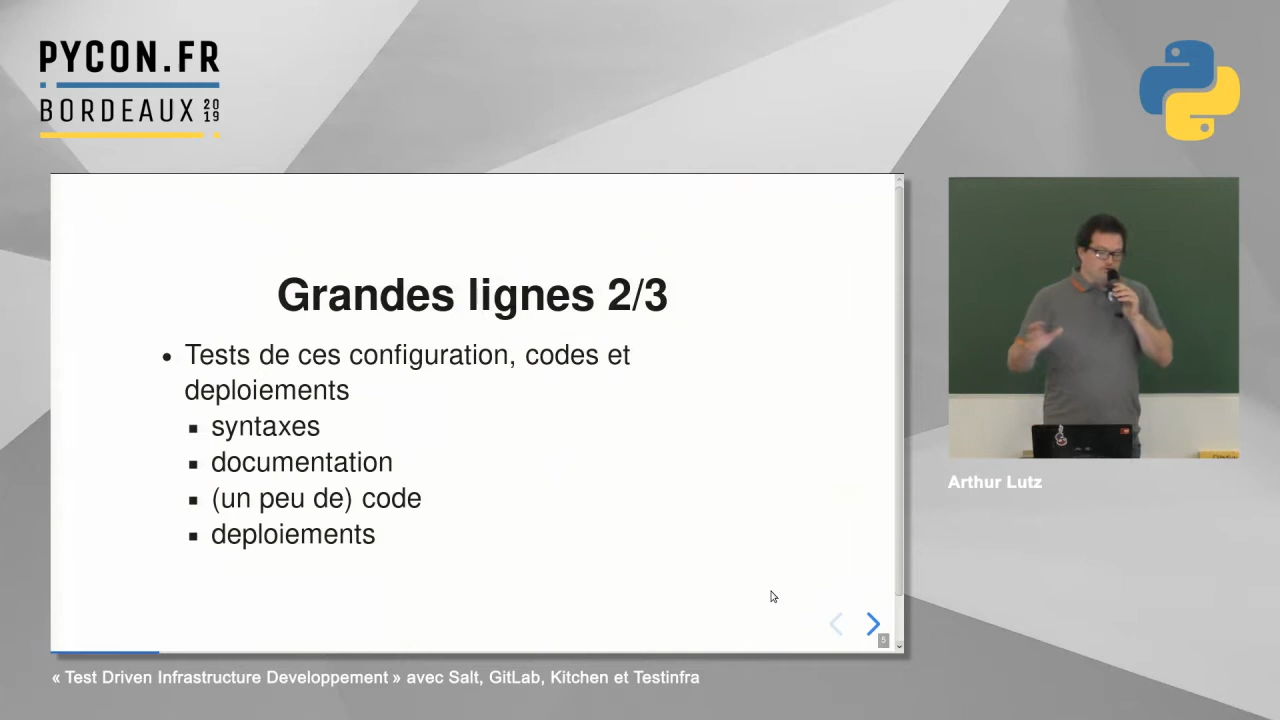 PYCON.FR
BORDEAUX 2019
Grandes lignes 2/3
• Tests de ces configuration, codes et
deploiements
▪ syntaxes
▪ documentation
▪ (un peu de) code
▪ deploiements
5
Arthur Lutz
« Test Driven Infrastructure Developpement » avec Salt, GitLab, Kitchen et Testinfra